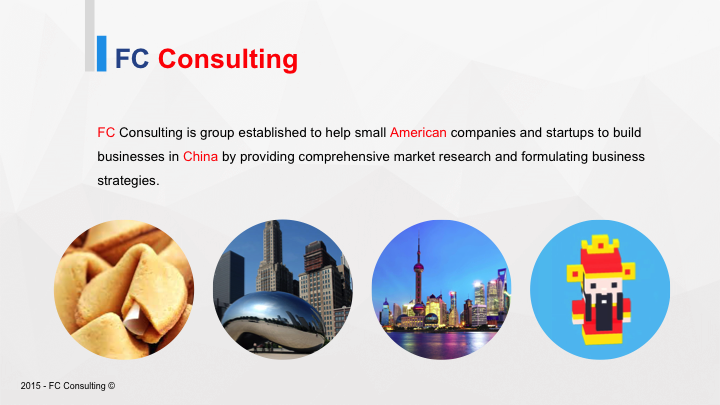 FC Consulting
FC Consulting is group established to help small American companies and startups to build
businesses in China by providing comprehensive market research and formulating business
strategies.
2015 - FC Consulting ©